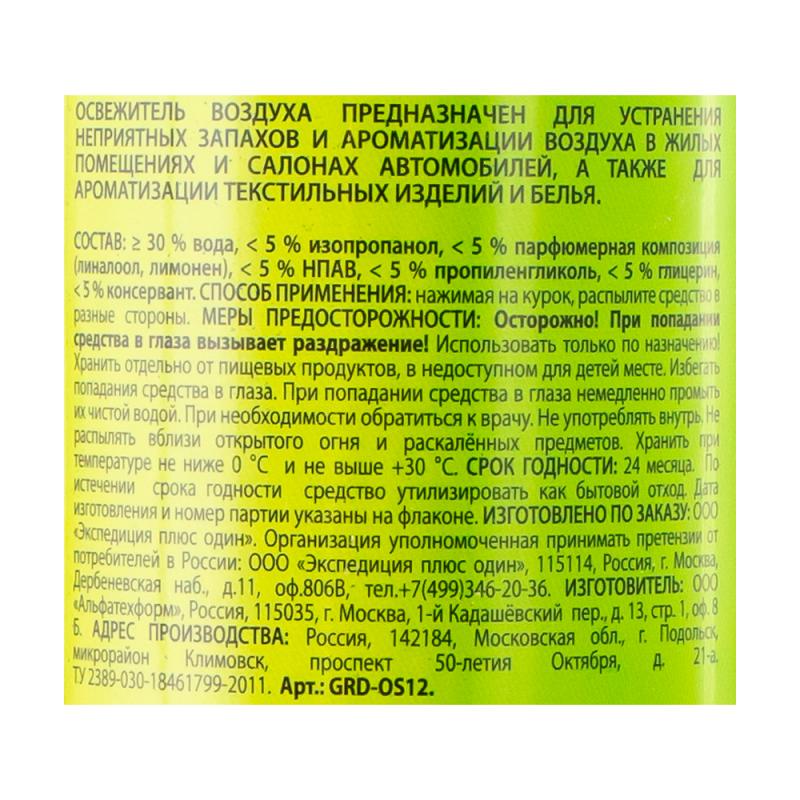 ОСВЕЖИТЕЛЬ ВОЗДУХА ПРЕДНАЗНАЧЕН ДЛЯ УСТРАНЕНИЯ
НЕПРИЯТНЫХ ЗАПАХОВ И АРОМАТИЗАЦИИ ВОЗДУХА В ЖИЛЫХ
ПОМЕЩЕНИЯХ И САЛОНАХ АВТОМОБИЛЕЙ, А ТАКЖЕ ДЛЯ
АРОМАТИЗАЦИИ ТЕКСТИЛЬНЫХ ИЗДЕЛИЙ И БЕЛЬЯ.
СОСТАВ: ≥ 30 % вода, < 5 % изопропанол, < 5 % парфюмерная композиция
(линалоол, лимонен), < 5 % НПАВ, < 5 % пропиленгликоль, < 5 % глицерин,
< 5 % консервант. СПОСОБ ПРИМЕНЕНИЯ: нажимая на курок, распылите средство в
разные стороны. МЕРЫ ПРЕДОСТОРОЖНОСТИ: Осторожно! При попадании
средства в глаза вызывает раздражение! Использовать только по назначению!
Хранить отдельно от пищевых продуктов, в недоступном для детей месте. Избегать
попадания средства в глаза. При попадании средства в глаза немедленно промыть
их чистой водой. При необходимости обратиться к врачу. Не употреблять внутрь. Не
распылять вблизи открытого огня и раскалённых предметов. Хранить при
температуре не ниже 0 °С и не выше +30 °С. СРОК ГОДНОСТИ: 24 месяца. По
истечении срока годности средство утилизировать как бытовой отход. Дата
изготовления и номер партии указаны на флаконе. ИЗГОТОВЛЕНО ПО ЗАКАЗУ: ООО
«Экспедиция плюс один». Организация уполномоченная принимать претензии от
потребителей в России: ООО «Экспедиция плюс один», 115114, Россия, г. Москва,
Дербеневская наб., д.11, оф.806В, тел.+7(499)346-20-36. ИЗГОТОВИТЕЛЬ: ООО
«Альфатехформ», Россия, 115035, г. Москва, 1-й Кадашёвский пер., д. 13, стр. 1, оф. 8
Б. АДРЕС ПРОИЗВОДСТВА: Россия, 142184, Московская обл., г. Подольск,
микрорайон Климовск, проспект 50-летия Октября, д. 21-а.
ТУ 2389-030-18461799-2011. Арт.: GRD-OS12.